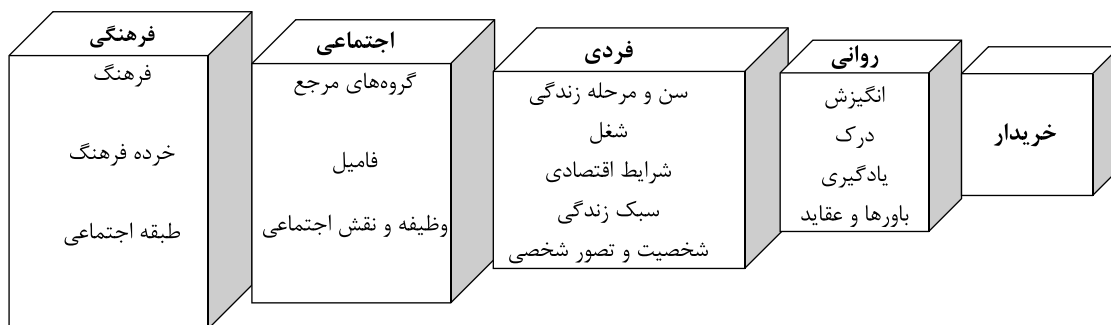 فرهنگی
فرهنگ
خرده فرهنگ
طبقه اجتماعی
اجتماعی
گروه‌های مرجع
فامیل
وظیفه و نقش اجتماعی
فردی
سن و مرحله زندگی
شغل
شرایط اقتصادی
سبک زندگی
شخصیت و تصور شخصی
روانی
انگیزش
درک
یادگیری
باورها و عقاید
خریدار